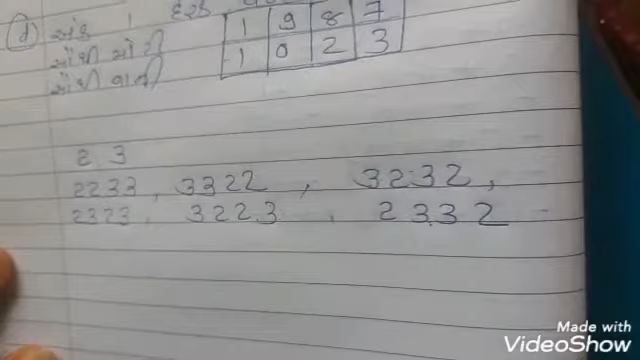 (d) અંક 1 9 8 7
સૌથી મોટી 1 0 2 3
સૌથી નાની
2 3
2233, 3322, 3232,
2323, 3223, 2332
Made with
VideoShow